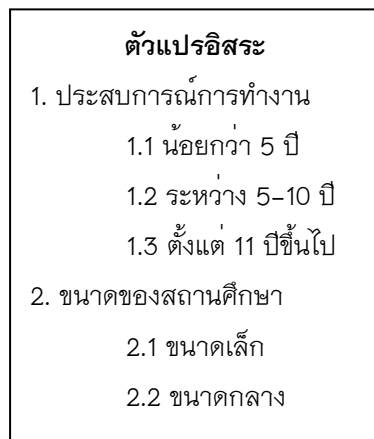 ตัวแปรอิสระ
1. ประสบการณ์การทำงาน
1.1 น้อยกว่า 5 ปี
1.2 ระหว่าง 5–10 ปี
1.3 ตั้งแต่ 11 ปีขึ้นไป
2. ขนาดของสถานศึกษา
2.1 ขนาดเล็ก
2.2 ขนาดกลาง